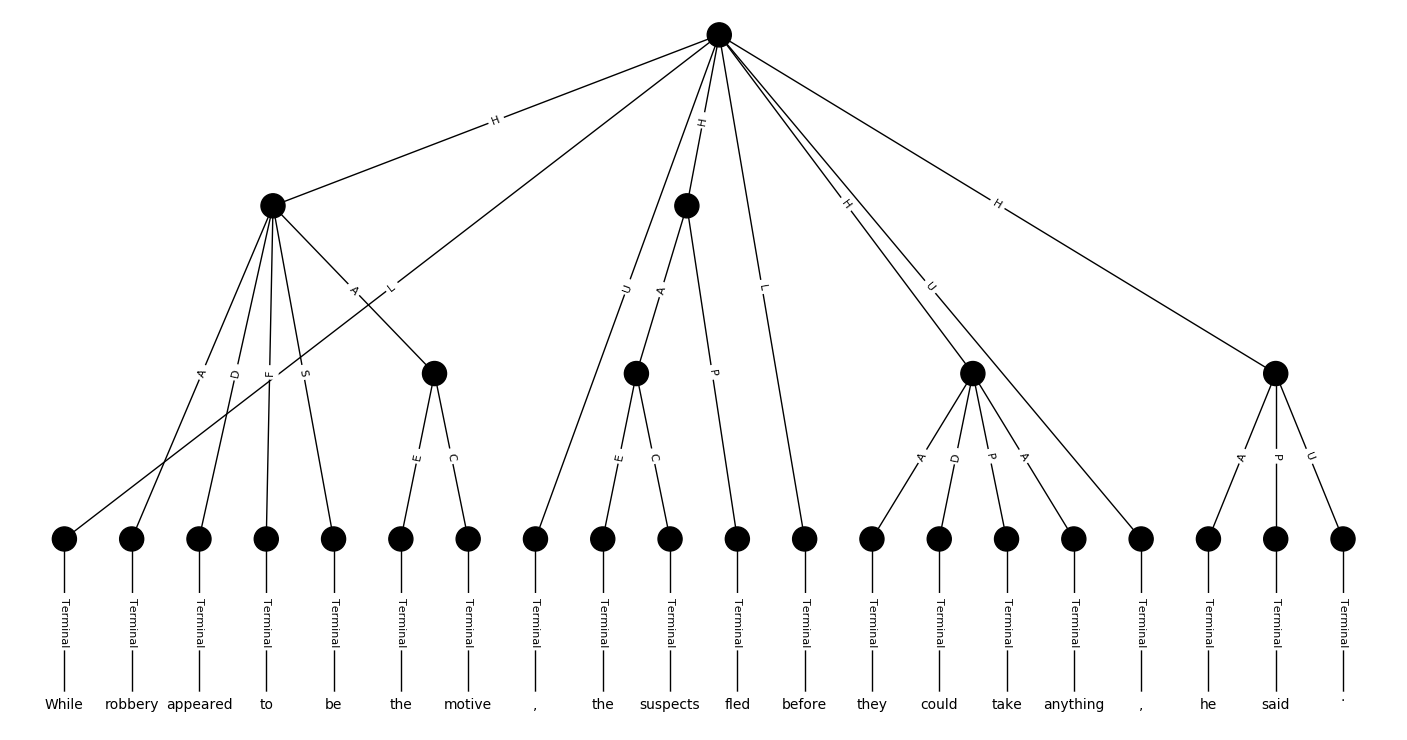 H
H
H
U
H
L
U
H
A
L
A
D
F
S
A
P
E
C
E
C
A
D
P
A
A
P
U
Terminal Terminal Terminal Terminal Terminal Terminal Terminal Terminal Terminal Terminal Terminal Terminal Terminal Terminal Terminal Terminal Terminal Terminal Terminal Terminal
While robbery appeared to be the motive , the suspects fled before they could take anything , he said .